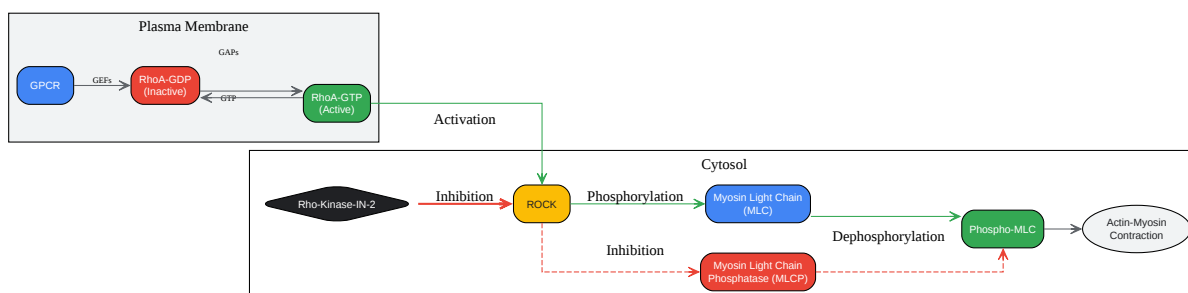 Plasma Membrane
GAPs
GPCR
GEFs
RhoA-GDP
(Inactive)
GTP
RhoA-GTP
(Active)
Activation
Cytosol
Rho-Kinase-IN-2
Inhibition
ROCK
Phosphorylation
Myosin Light Chain
(MLC)
Dephosphorylation
Phospho-MLC
Actin-Myosin
Contraction
Inhibition
Myosin Light Chain
Phosphatase (MLCP)